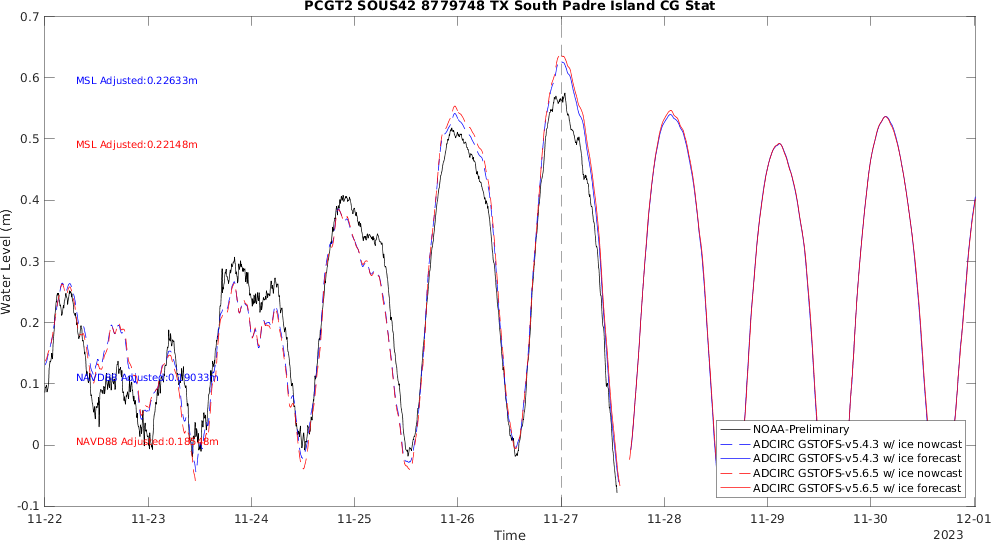 PCGT2 SOUS42 8779748 TX South Padre Island CG Stat
0.7
0.6
0.5
0.4
0.3
0.2
0.1
0
-0.1
Water Level (m)
MSL Adjusted:0.22633m
MSL Adjusted:0.22148m
NAVD88 Adjusted:0.19033m
NAVD88 Adjusted:
NOAA-Preliminary
ADCIRC GSTOFS-v5.4.3 w/ ice nowcast
ADCIRC GSTOFS-v5.4.3 w/ ice forecast
ADCIRC GSTOFS-v5.6.5 w/ ice nowcast
ADCIRC GSTOFS-v5.6.5 w/ ice forecast
11-22 11-23 11-24 11-25 11-26 11-27 11-28 11-29 11-30 12-01
2023
Time